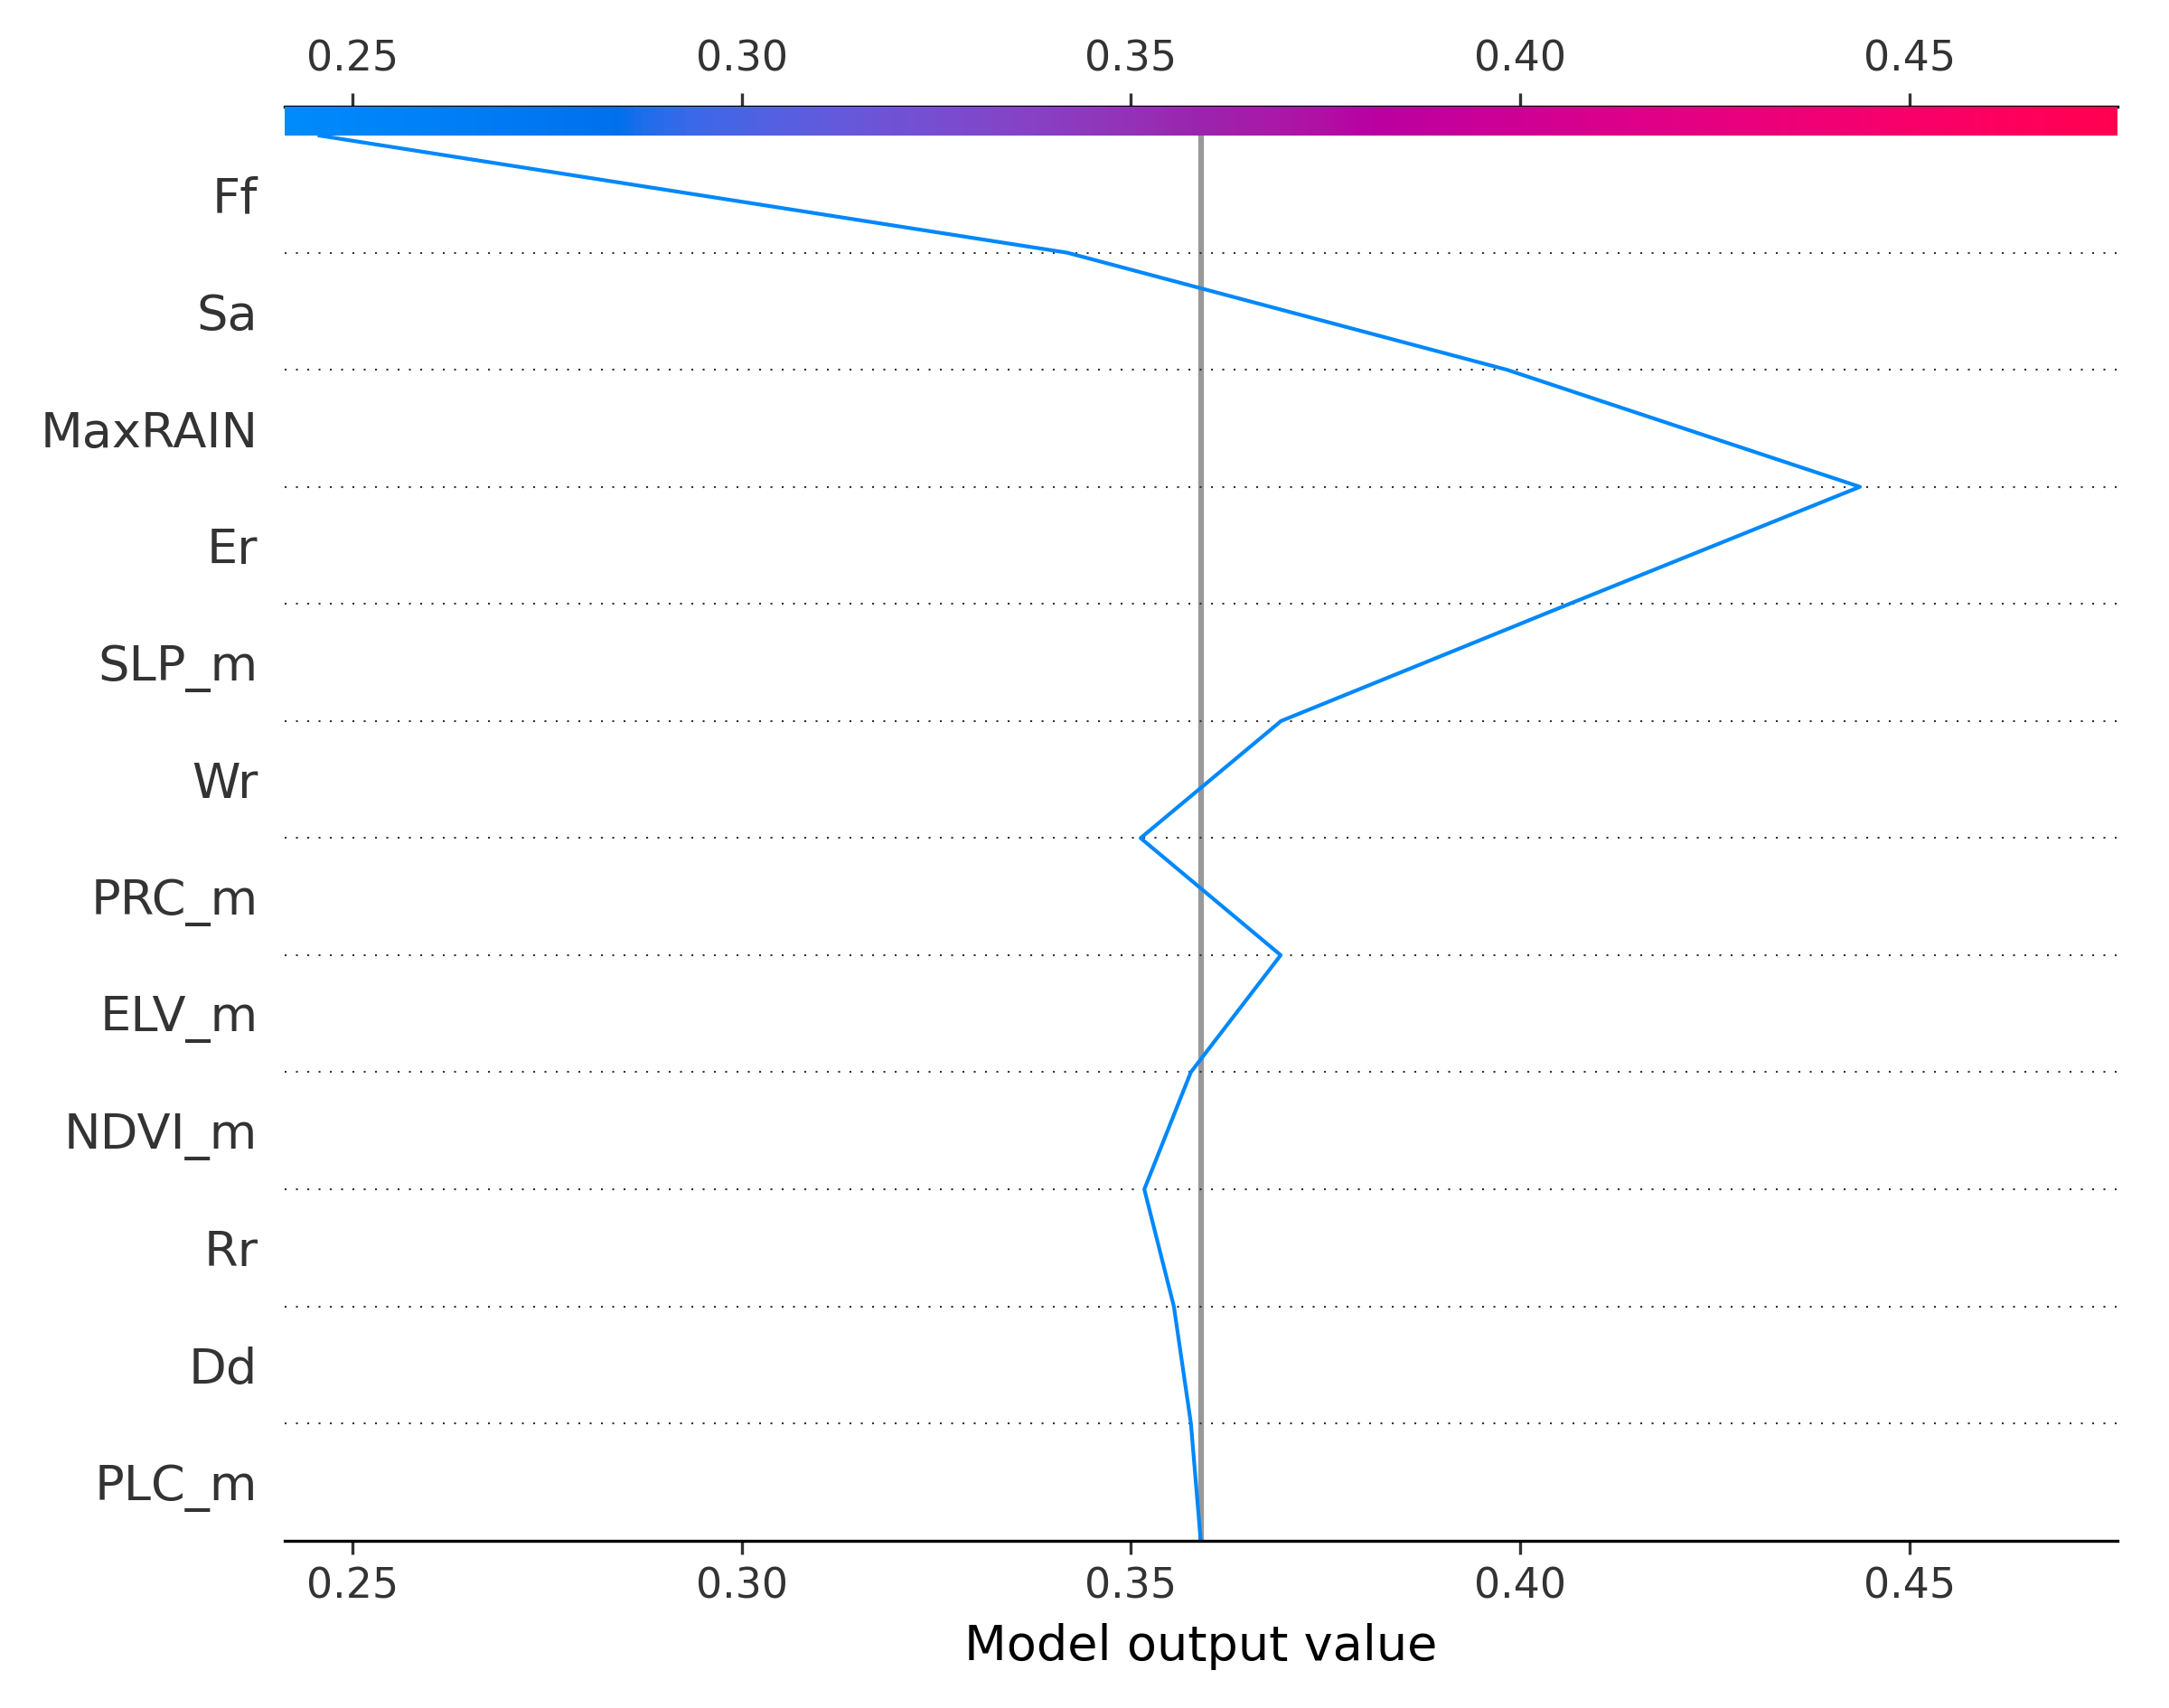 0.25 0.30 0.35 0.40 0.45
Ff
Sa
MaxRAIN
Er
SLP_m
Wr
PRC_m
ELV_m
NDVI_m
Rr
Dd
PLC_m
0.25 0.30 0.35 0.40 0.45
Model output value